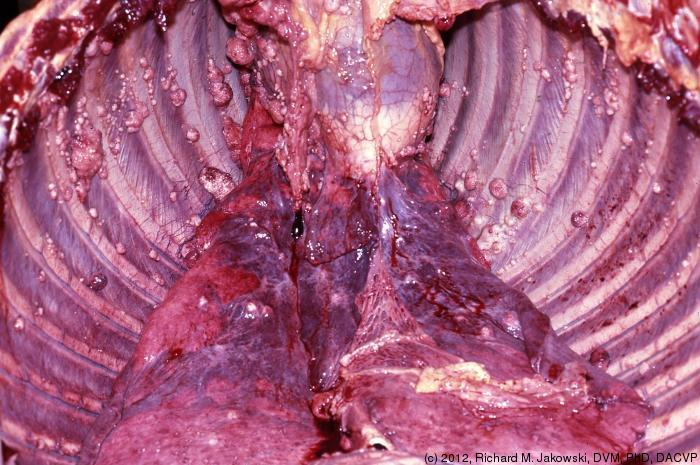 (c) 2012, Richard M. Jakowski, DVM, PhD, DACVP